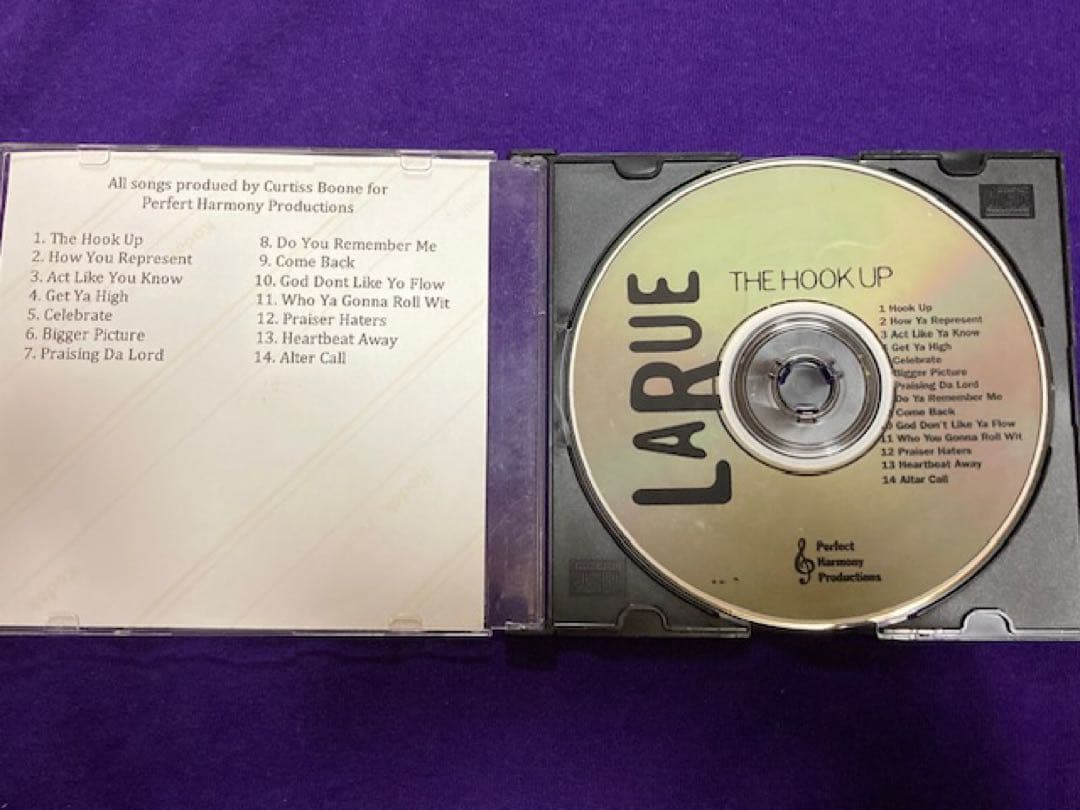 All songs produed by Curtiss Boone for
Perfert Harmony Productions
1. The Hook Up
2. How You Represent
3. Act Like You Know
4. Get Ya High
5. Celebrate
6. Bigger Picture
7. Praising Da Lord
8. Do You Remember Me
9. Come Back
10. God Dont Like Yo Flow
11. Who Ya Gonna Roll Wit
12. Praiser Haters
13. Heartbeat Away
14. Alter Call
LARUE
THE HOOK UP
1 Hook Up
2 How Ya Represent
3 Act Like Ya Know
Get Ya High
Celebrate
Bigger Picture
Praising Da Lord
Do Ya Remember Me
Come Back
God Don't Like Ya Flow
11 Who You Gonna Roll Wit
12 Praiser Haters
13 Heartbeat Away
14 Altar Call
Perfect
Harmony
Productions